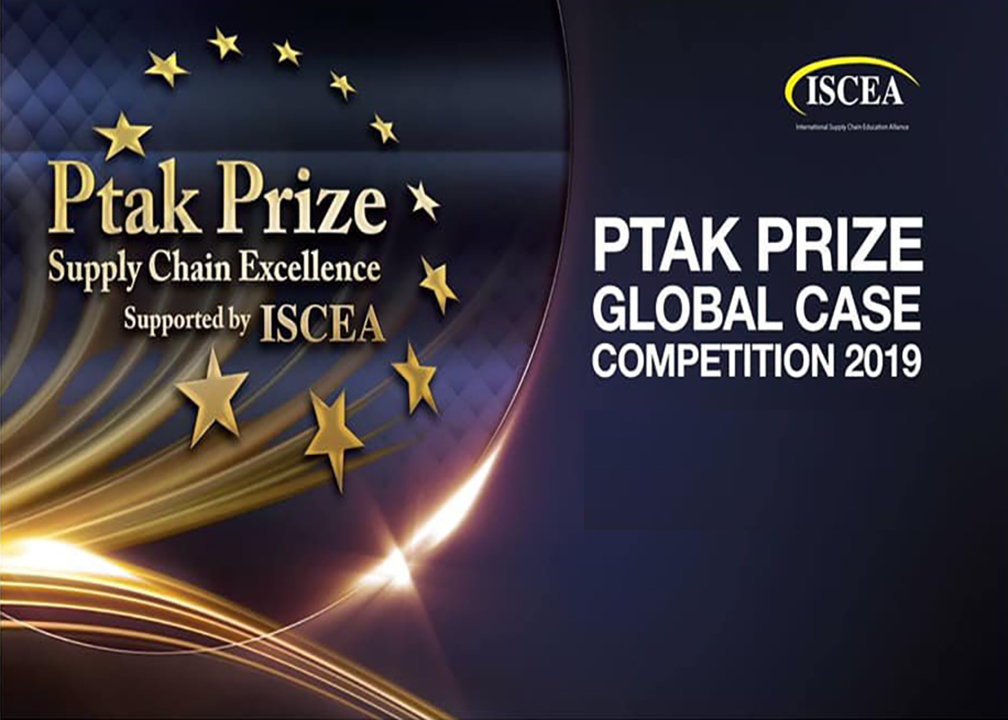 Ptak Prize
Supply Chain Excellence
Supported by ISCEA
ISCEA
International Supply Chain Education Alliance
PTAK PRIZE
GLOBAL CASE
COMPETITION 2019